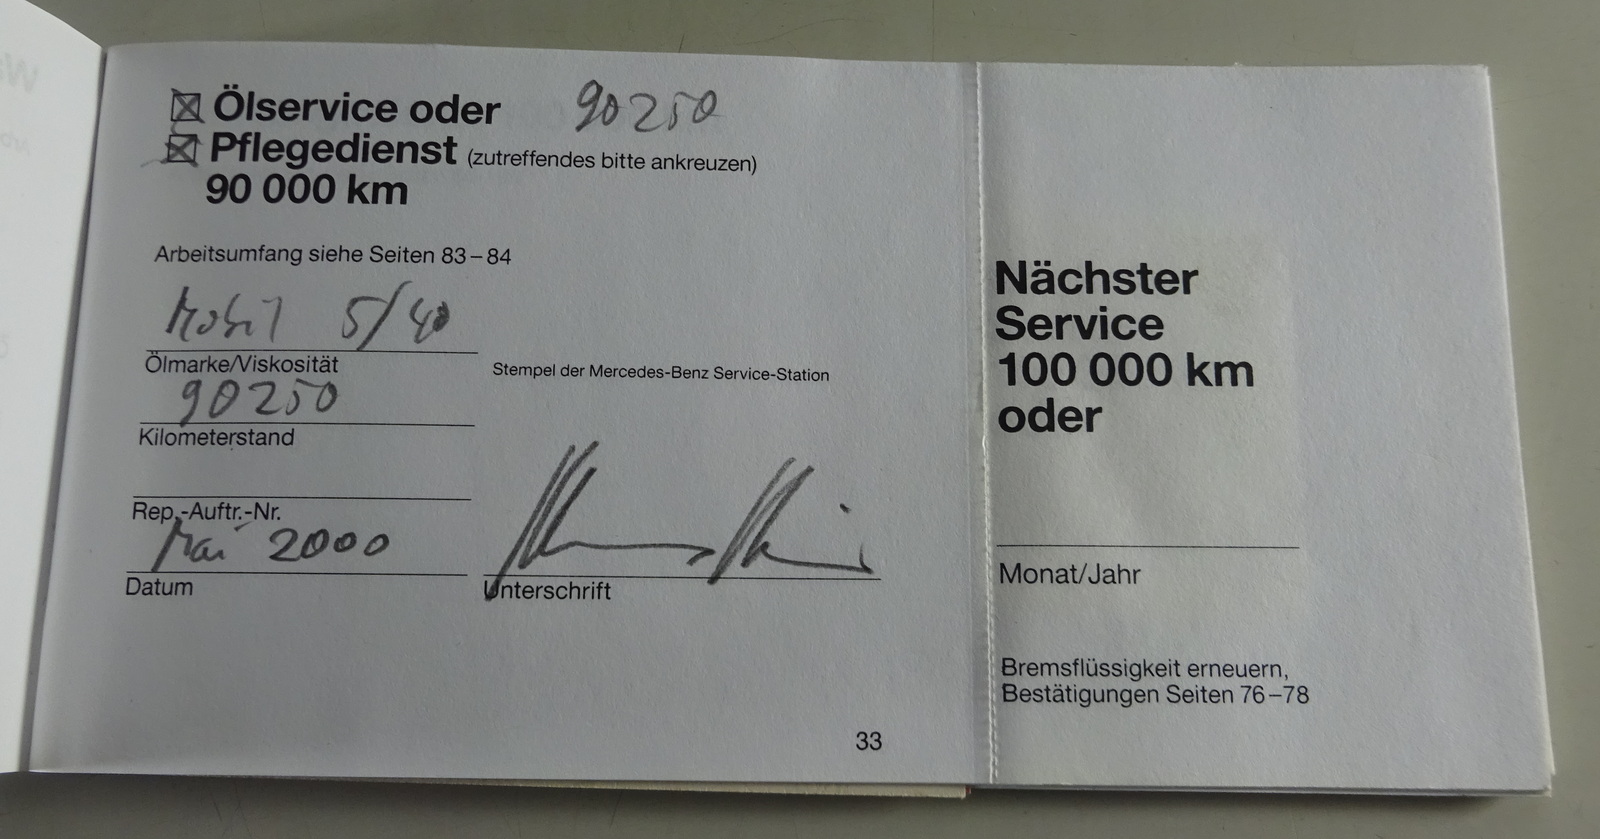 ☒ Ölservice oder 90250
☒ Pflegedienst (zutreffendes bitte ankreuzen)
90 000 km
Arbeitsumfang siehe Seiten 83–84
Mobil 5/40
Ölmarke/Viskosität
Stempel der Mercedes-Benz Service-Station
90250
Kilometerstand
Rep.-Auftr.-Nr.
Mai 2000
Datum
Unterschrift
33
Nächster
Service
100 000 km
oder
Monat/Jahr
Bremsflüssigkeit erneuern,
Bestätigungen Seiten 76–78